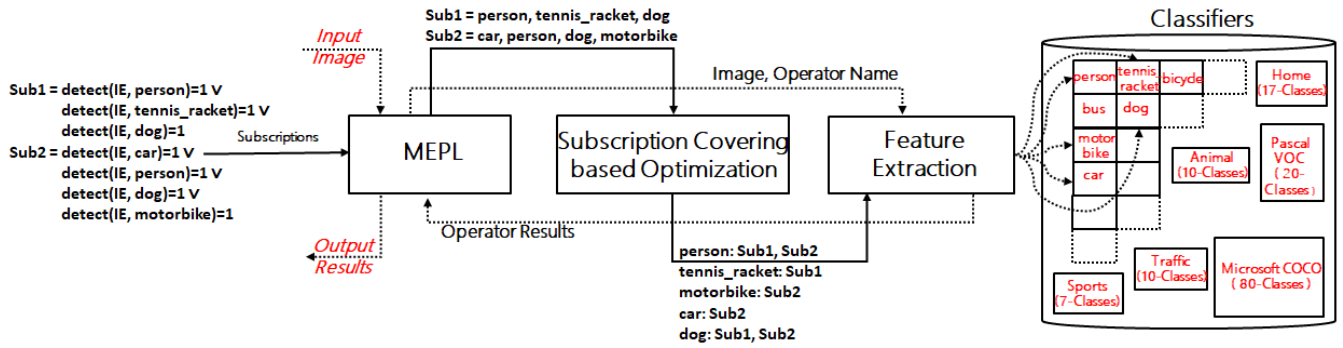 Sub1 = detect(IE, person)=1 V
detect(IE, tennis_racket)=1 V
detect(IE, dog)=1
Sub2 = detect(IE, car)=1 V
detect(IE, person)=1 V
detect(IE, dog)=1 V
detect(IE, motorbike)=1
Subscriptions
Input
Image
Output
Results
MEPL
Sub1 = person, tennis_racket, dog
Sub2 = car, person, dog, motorbike
Image, Operator Name
Subscription Covering
based Optimization
Operator Results
person: Sub1, Sub2
tennis_racket: Sub1
motorbike: Sub2
car: Sub2
dog: Sub1, Sub2
Feature
Extraction
Classifiers
person
tennis_
racket
bicycle
bus
dog
motor
bike
car
Home
(17-Classes)
Animal
(10-Classes)
Pascal
VOC
( 20-
Classes)
Traffic
(10-Classes)
Sports
(7-Classes)
Microsoft COCO
( 80-Classes)